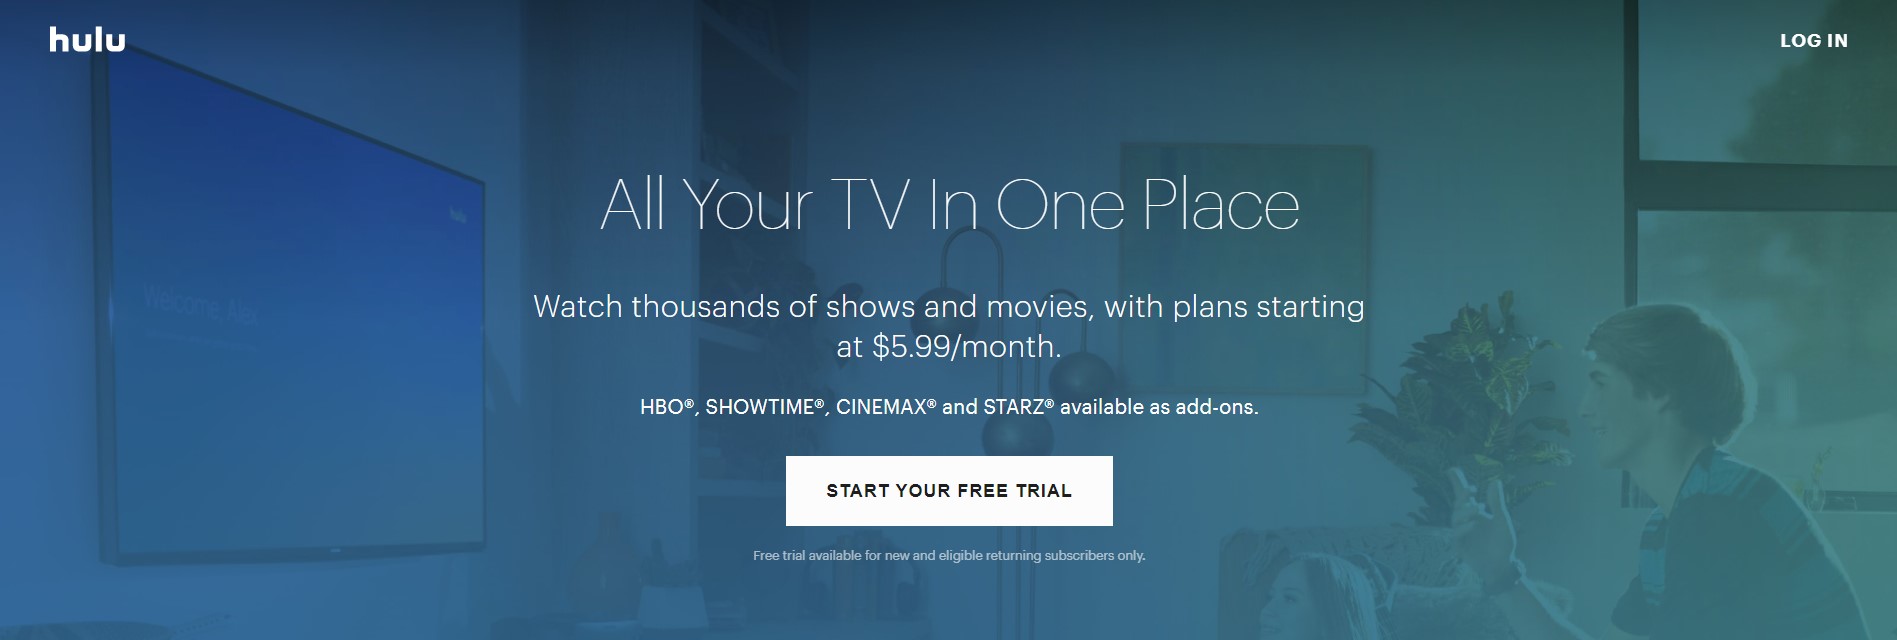 hulu
LOG IN
All Your TV In One Place
Watch thousands of shows and movies, with plans starting
at $5.99/month.
HBO®, SHOWTIME®, CINEMAX® and STARZ® available as add-ons.
START YOUR FREE TRIAL
Free trial available for new and eligible returning subscribers only.
hulu
Welcome, Alex